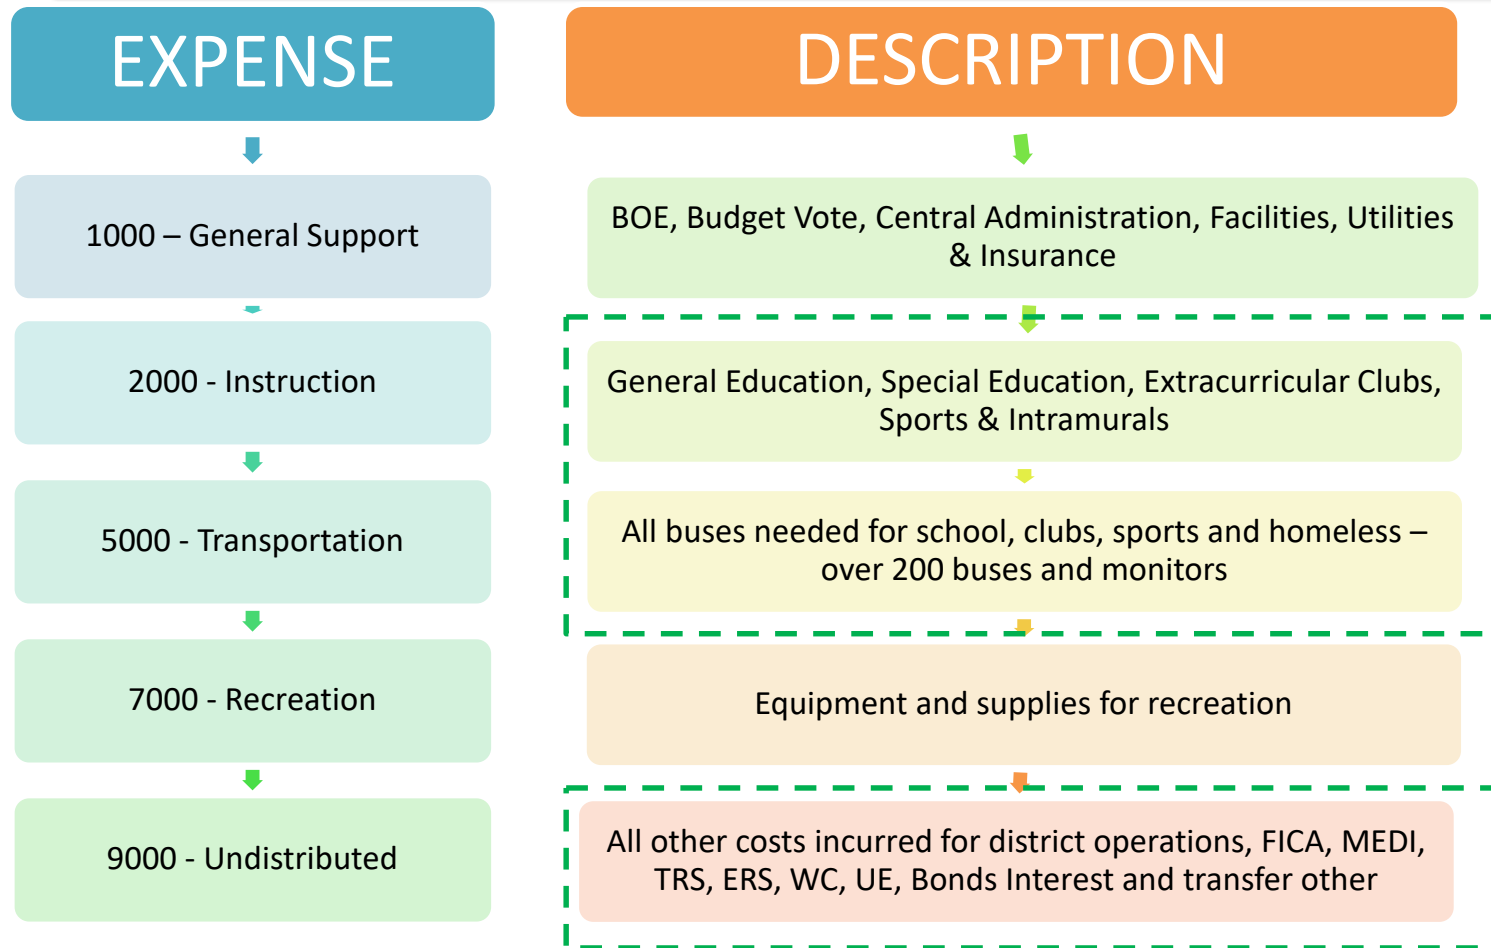 EXPENSE
DESCRIPTION
1000 – General Support
BOE, Budget Vote, Central Administration, Facilities, Utilities
& Insurance
2000 - Instruction
General Education, Special Education, Extracurricular Clubs,
Sports & Intramurals
5000 - Transportation
All buses needed for school, clubs, sports and homeless –
over 200 buses and monitors
7000 - Recreation
Equipment and supplies for recreation
9000 - Undistributed
All other costs incurred for district operations, FICA, MEDI,
TRS, ERS, WC, UE, Bonds Interest and transfer other